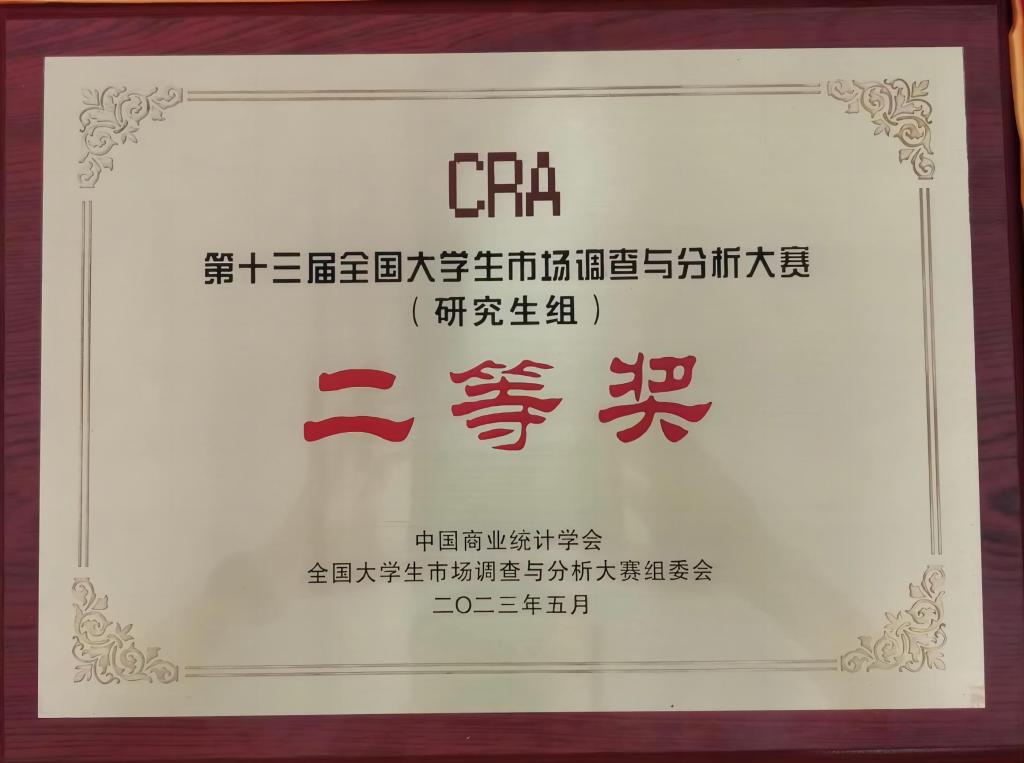 CRA
第十三届全国大学生市场调查与分析大赛
（研究生组）
二等奖
中国商业统计学会
全国大学生市场调查与分析大赛组委会
二〇二三年五月